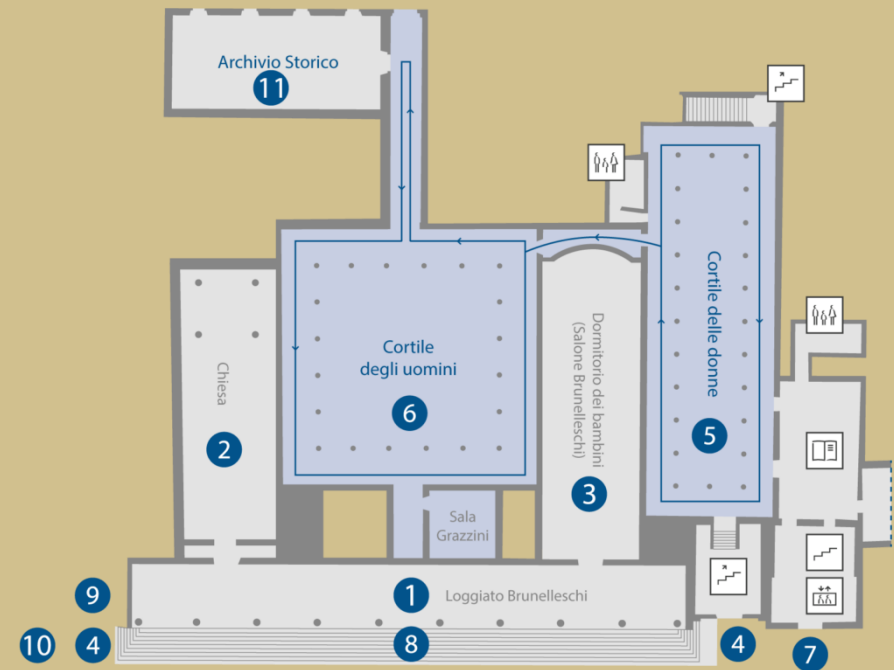 Archivio Storico
11
Cortile
degli uomini
6
Chiesa
2
Dormitorio dei bambini
(Salone Brunelleschi)
3
Cortile delle donne
5
Sala
Grazzini
1
Loggiato Brunelleschi
9
10
4
8
4
7